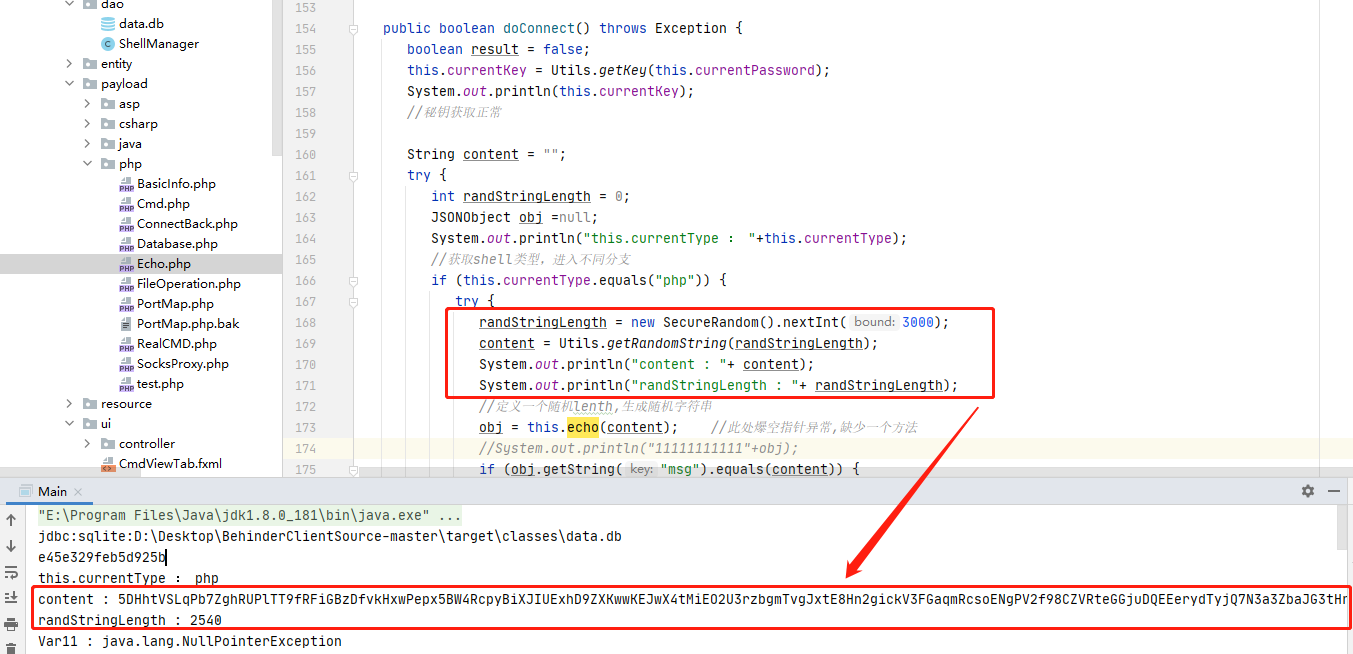 dao
data.db
ShellManager
entity
payload
asp
csharp
java
php
BasicInfo.php
Cmd.php
ConnectBack.php
Database.php
Echo.php
FileOperation.php
PortMap.php
PortMap.php.bak
RealCMD.php
SocksProxy.php
test.php
resource
ui
controller
CmdViewTab.fxml
153
154 public boolean doConnect() throws Exception {
155 boolean result = false;
156 this.currentKey = Utils.getKey(this.currentPassword);
157 System.out.println(this.currentKey);
158 //秘钥获取正常
159
160 String content = "";
161 try {
162 int randStringLength = 0;
163 JSONObject obj =null;
164 System.out.println("this.currentType : "+this.currentType);
165 //获取shell类型，进入不同分支
166 if (this.currentType.equals("php")) {
167 try {
168 randStringLength = new SecureRandom().nextInt( bound: 3000);
169 content = Utils.getRandomString(randStringLength);
170 System.out.println("content : "+ content);
171 System.out.println("randStringLength : "+ randStringLength);
172 //定义一个随机lenth,生成随机字符串
173 obj = this.echo(content); //此处爆空指针异常,缺少一个方法
174 //System.out.println("11111111111"+obj);
175 if (obj.getString( key: "msg").equals(content)) {
Main
"E:\Program Files\Java\jdk1.8.0_181\bin\java.exe" ...
jdbc:sqlite:D:\Desktop\BehinderClientSource-master\target\classes\data.db
e45e329feb5d925b
this.currentType : php
content : 5DHhtVSLqPb7ZghRUPlTT9fRFiGBzDfvkHxwPepx5BW4RcpyBiXJIUExhD9ZXKwwKEJwX4tMiEO2U3rzbgmTvgJxtE8Hn2gickV3FGaqmRcsoENgPV2f98CZVRteGGjuDQEEerydTyjQ7N3a3ZbaJG3tHr
randStringLength : 2540
Var11 : java.lang.NullPointerException